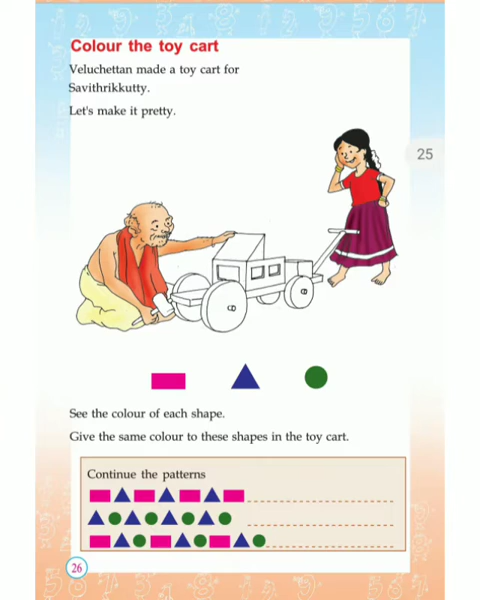 Colour the toy cart
Veluchettan made a toy cart for
Savithrikkutty.
Let's make it pretty.
25
See the colour of each shape.
Give the same colour to these shapes in the toy cart.
Continue the patterns
26